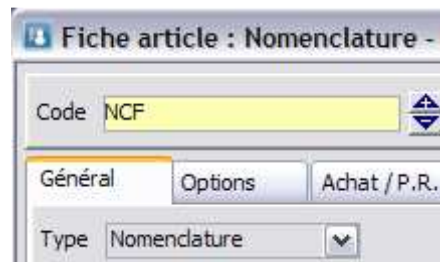 Fiche article : Nomenclature -
Code NCF
Général Options Achat / P.R.
Type Nomenclature